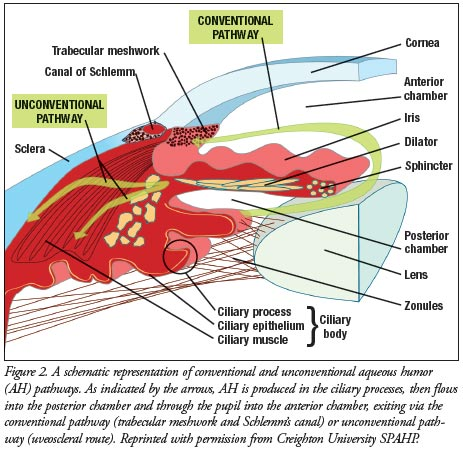 CONVENTIONAL
PATHWAY
Trabecular meshwork
Canal of Schlemm
UNCONVENTIONAL
PATHWAY
Sclera
Cornea
Anterior
chamber
Iris
Dilator
Sphincter
Posterior
chamber
Lens
Zonules
Ciliary process
Ciliary epithelium
Ciliary muscle
Ciliary
body
Figure 2. A schematic representation of conventional and unconventional aqueous humor
(AH) pathways. As indicated by the arrows, AH is produced in the ciliary processes, then flows
into the posterior chamber and through the pupil into the anterior chamber, exiting via the
conventional pathway (trabecular meshwork and Schlemm's canal) or unconventional path-
way (uveoscleral route). Reprinted with permission from Creighton University SPAHP.